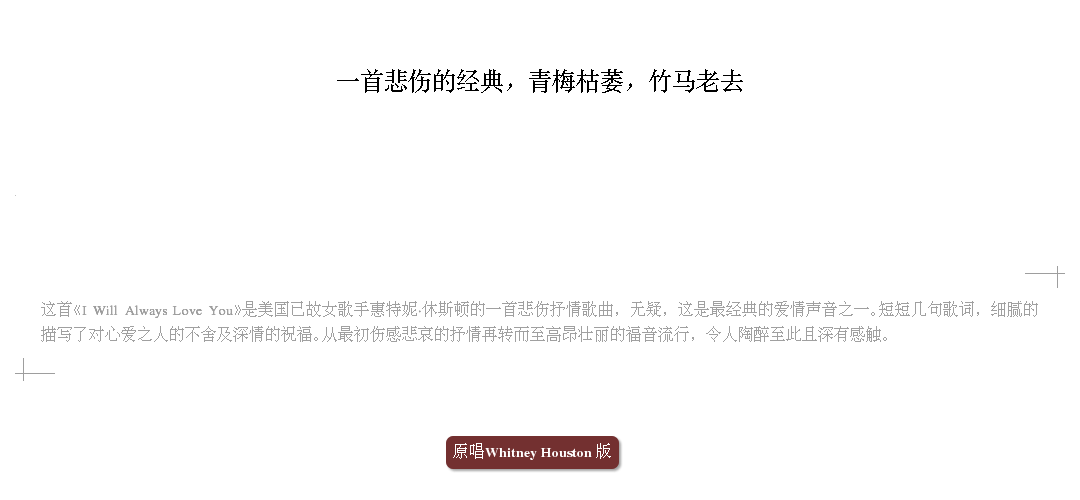 一首悲伤的经典，青梅枯萎，竹马老去
这首《I Will Always Love You》是美国已故女歌手惠特妮·休斯顿的一首悲伤抒情歌曲，无疑，这是最经典的爱情声音之一。短短几句歌词，细腻的
描写了对心爱之人的不舍及深情的祝福。从最初伤感悲哀的抒情再转而至高昂壮丽的福音流行，令人陶醉至此且深有感触。
原唱Whitney Houston 版